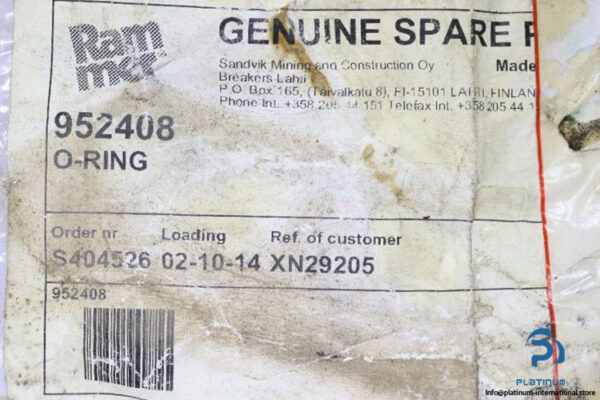 Ram
mer
GENUINE SPARE P
Sandvik Mining and Construction Oy
Made
Breakers Lahti
P.O. Box 165, (Taivalkatu 8), FI-15101 LAHTI, FINLAN
Phone Int. +358 205 44 151 Telefax Int. +358 205 44 1
952408
O-RING
Order nr Loading Ref. of customer
S404526 02-10-14 XN29205
952408
PLATINUM
info@platinum-international.store